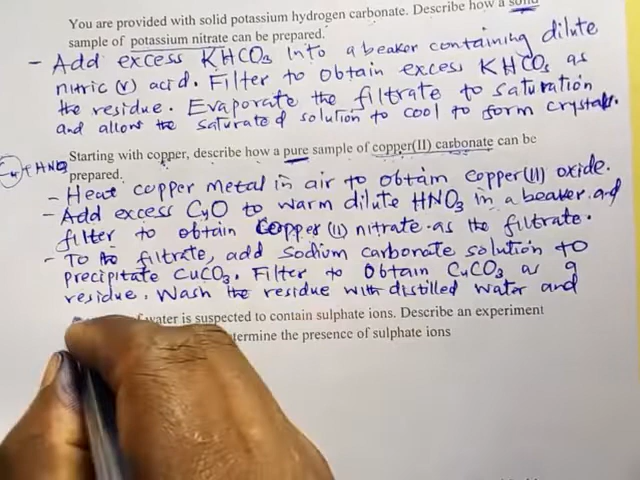 You are provided with solid potassium hydrogen carbonate. Describe how a solid
sample of potassium nitrate can be prepared.
- Add excess KHCO3 into a beaker containing dilute
nitric (v) acid. Filter to obtain excess KHCO3 as
the residue. Evaporate the filtrate to saturation
and allow the saturated solution to cool to form crystals.
Starting with copper, describe how a pure sample of copper(II) carbonate can be
Cu + HNO3
prepared.
- Heat copper metal in air to obtain copper(II) oxide.
- Add excess CuO to warm dilute HNO3 in a beaker and
filter to obtain Copper (II) nitrate as the filtrate.
- To the filtrate, add Sodium carbonate solution to
precipitate CuCO3. Filter to obtain CuCO3 as a
residue. Wash the residue with distilled water and
of water is suspected to contain sulphate ions. Describe an experiment
termine the presence of sulphate ions